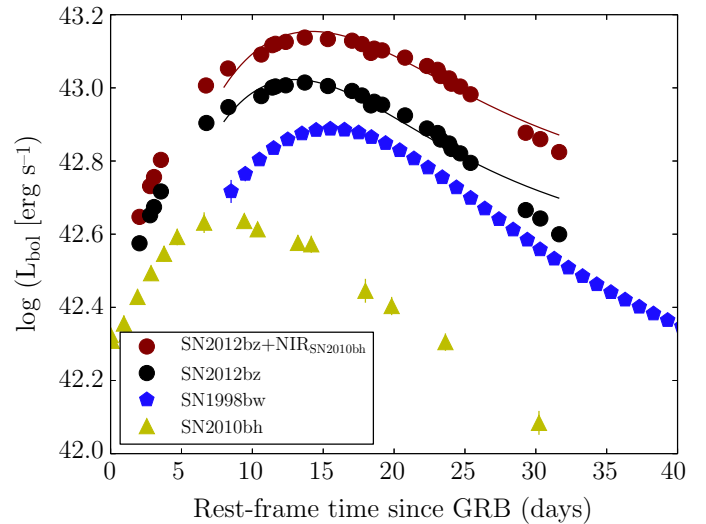 43.2
43.0
42.8
42.6
42.4
42.2
42.0
log (L_bol [erg s⁻¹)
SN2012bz+NIR_SN2010bh
SN2012bz
SN1998bw
SN2010bh
0 5 10 15 20 25 30 35 40
Rest-frame time since GRB (days)